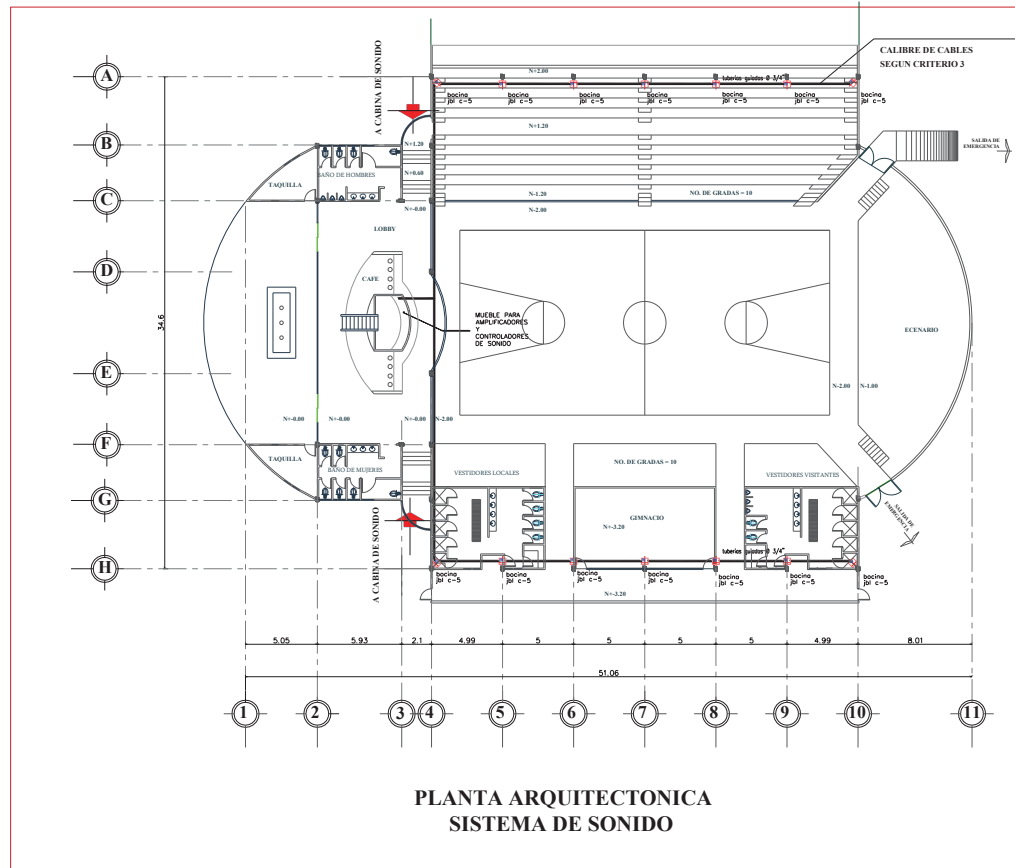 A CABINA DE SONIDO
CALIBRE DE CABLES
SEGUN CRITERIO 3
A
N+2.00
tuberias guiadas Ø 3/4"
bocina
jbl c-5
bocina
jbl c-5
bocina
jbl c-5
bocina
jbl c-5
bocina
jbl c-5
bocina
jbl c-5
bocina
jbl c-5
N+1.20
B
N+1.20
SALIDA DE
EMERGENCIA
BAÑO DE HOMBRES
N+0.60
TAQUILLA
N-1.20
NO. DE GRADAS = 10
C
N+-0.00
N-2.00
LOBBY
D
CAFE
MUEBLE PARA
AMPLIFICADORES
Y
CONTROLADORES
DE SONIDO
34.6
ECENARIO
E
N-2.00
N-1.00
N+-0.00
N+-0.00
N+-0.00
N-2.00
F
TAQUILLA
BAÑO DE MUJERES
VESTIDORES LOCALES
NO. DE GRADAS = 10
VESTIDORES VISITANTES
G
GIMNACIO
N+-3.20
SALIDA DE
EMERGENCIA
A CABINA DE SONIDO
tuberias guiadas Ø 3/4"
H
bocina
jbl c-5
bocina
jbl c-5
bocina
jbl c-5
bocina
jbl c-5
bocina
jbl c-5
bocina
jbl c-5
bocina
jbl c-5
N+-3.20
5.05
5.93
2.1
4.99
5
5
5
5
4.99
8.01
51.06
1
2
3
4
5
6
7
8
9
10
11
PLANTA ARQUITECTONICA
SISTEMA DE SONIDO